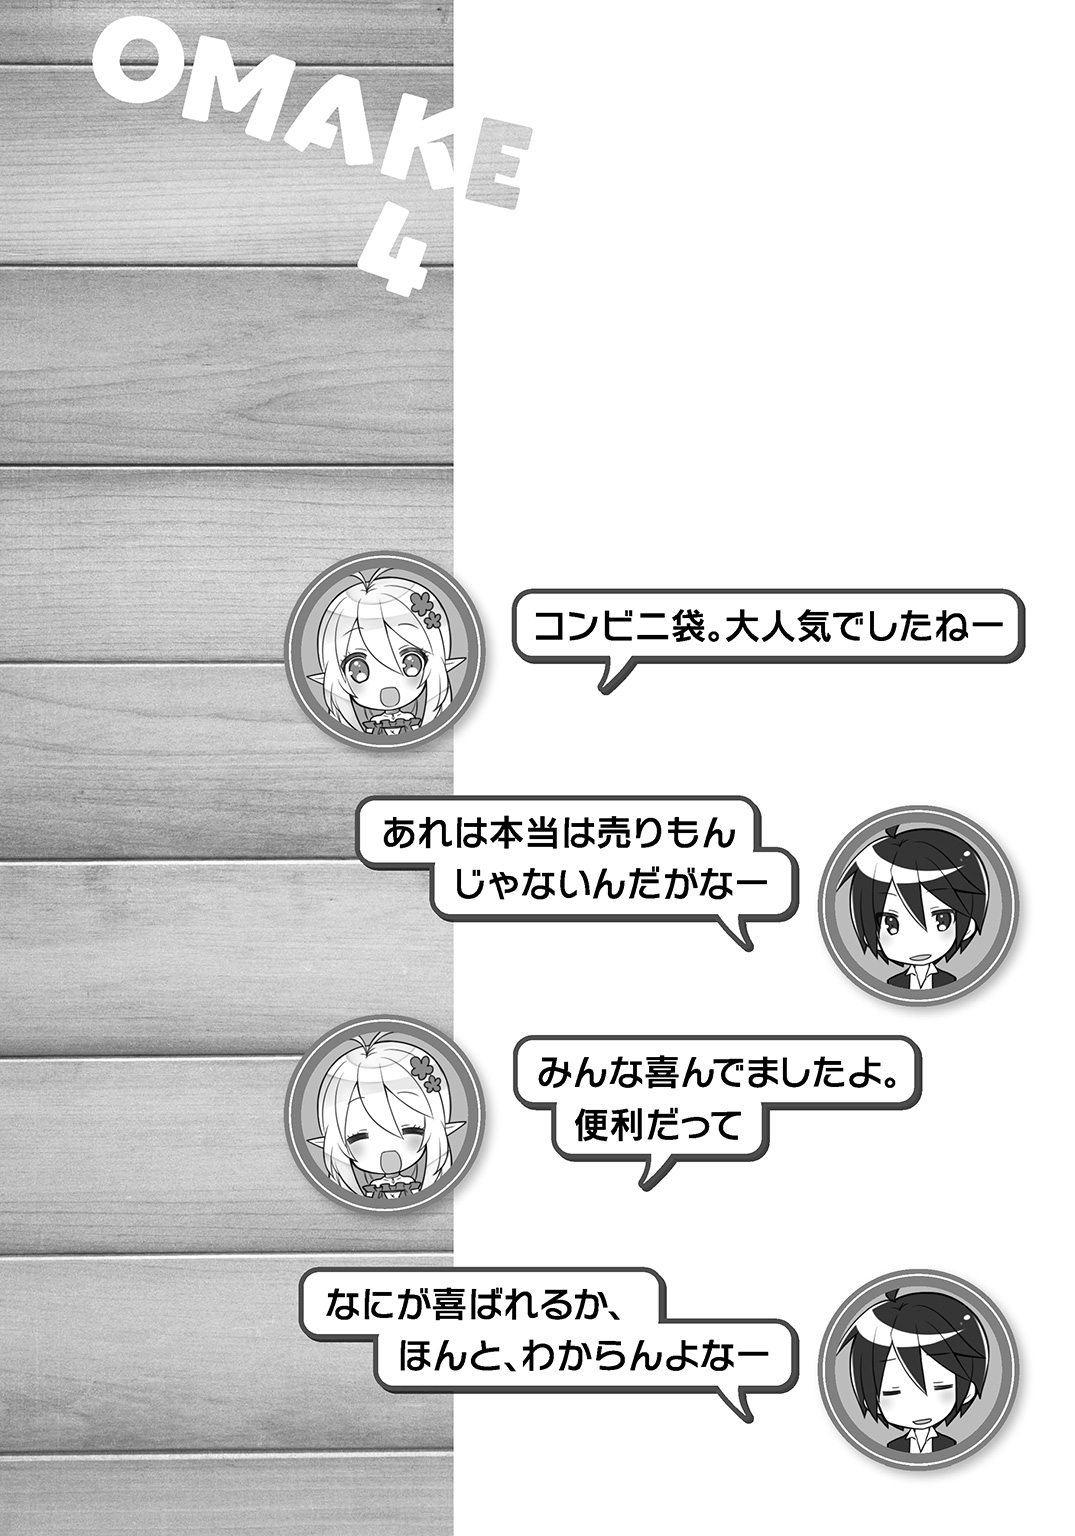 OMAKE
4
コンビニ袋。大人気でしたねー
あれは本当は売りもん
じゃないんだがなー
みんな喜んでましたよ。
便利だって
なにが喜ばれるか、
ほんと、わからんよなー